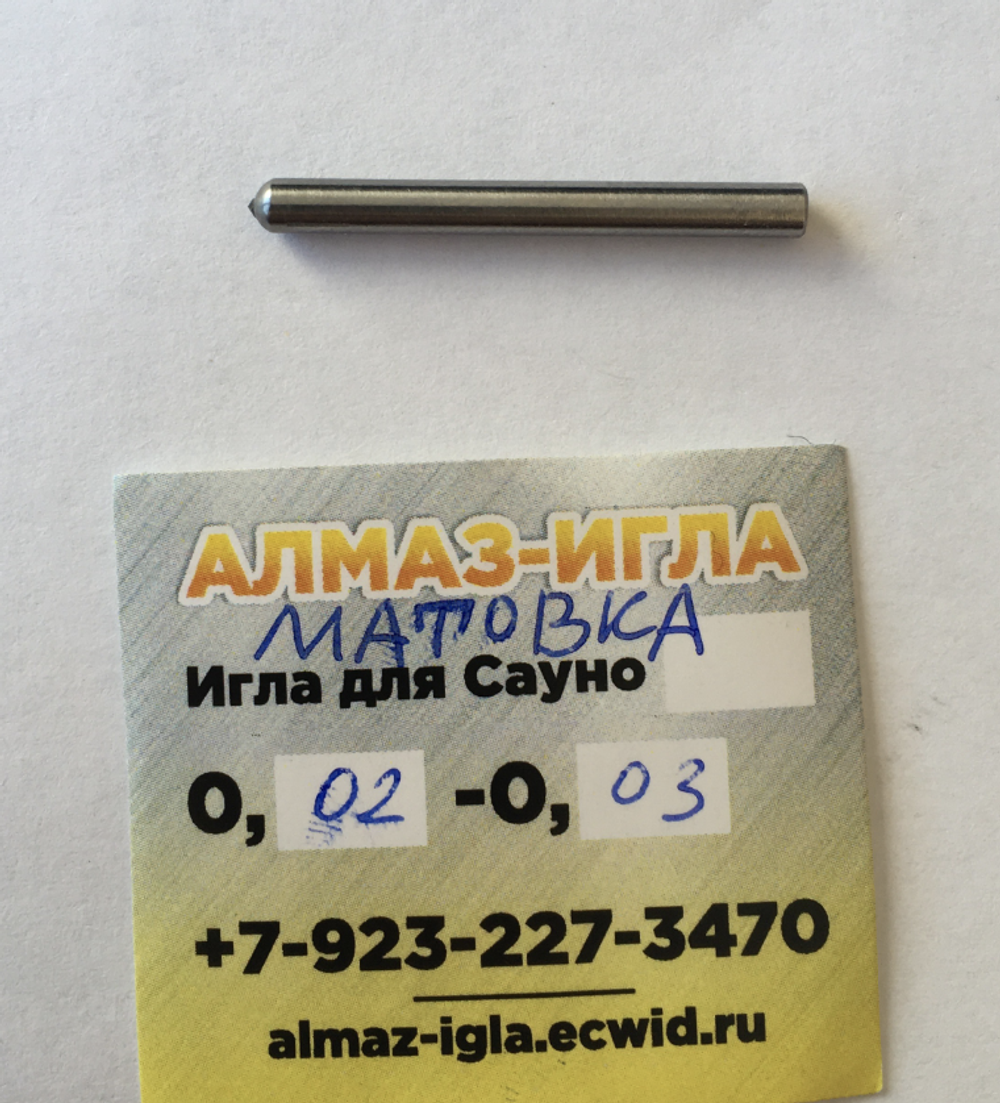 АЛМАЗ-ИГЛА
МАТОВКА
Игла для Сауно
0, 02 -0, 03
+7-923-227-3470
almaz-igla.ecwid.ru